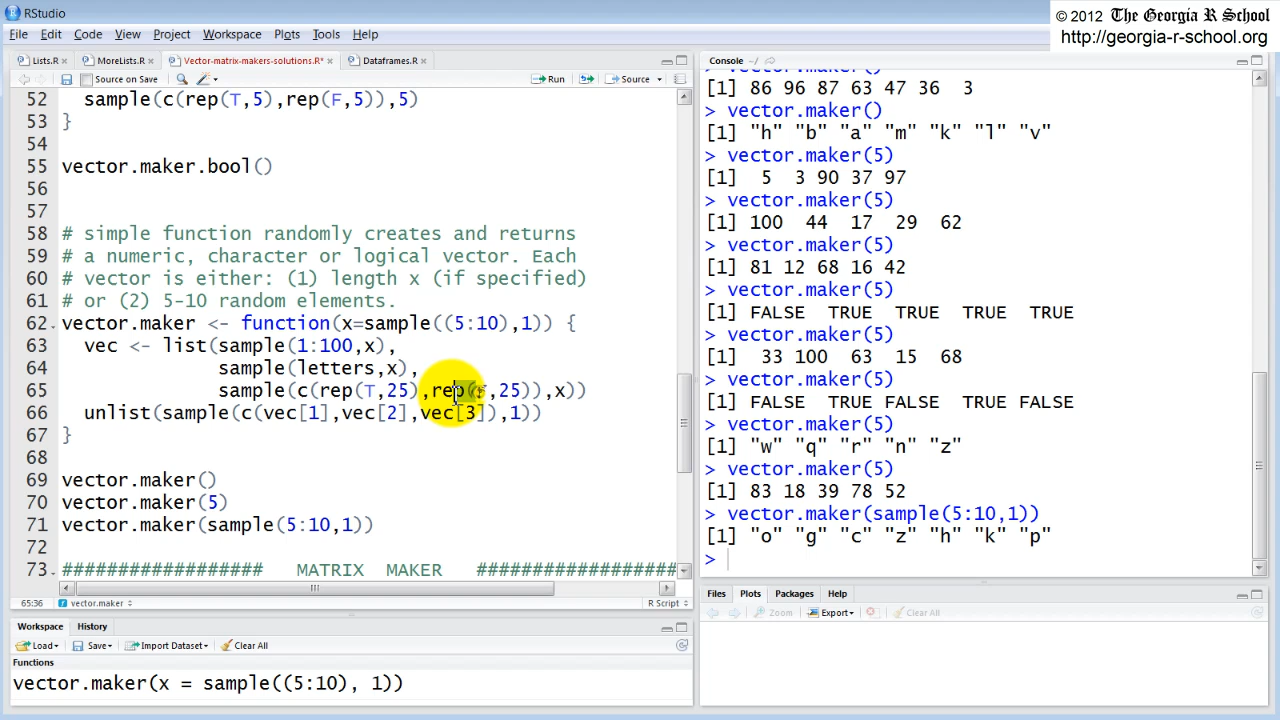 RStudio
© 2012 The Georgia R School
http://georgia-r-school.org
File Edit Code View Project Workspace Plots Tools Help
Lists.R MoreLists.R Vector-matrix-makers-solutions.R* Dataframes.R
Source on Save Run Source
52 sample(c(rep(T,5),rep(F,5)),5)
53 }
54
55 vector.maker.bool()
56
57
58 # simple function randomly creates and returns
59 # a numeric, character or logical vector. Each
60 # vector is either: (1) length x (if specified)
61 # or (2) 5-10 random elements.
62 vector.maker <- function(x=sample((5:10),1)) {
63 vec <- list(sample(1:100,x),
64 sample(letters,x),
65 sample(c(rep(T,25),rep(F,25)),x))
66 unlist(sample(c(vec[1],vec[2],vec[3]),1))
67 }
68
69 vector.maker()
70 vector.maker(5)
71 vector.maker(sample(5:10,1))
72
73 ################## MATRIX MAKER ##################
65:36 vector.maker R Script
Workspace History
Load Save Import Dataset Clear All
Functions
vector.maker(x = sample((5:10), 1))
Console ~/
> vector.maker()
[1] 86 96 87 63 47 36 3
> vector.maker()
[1] "h" "b" "a" "m" "k" "l" "v"
> vector.maker(5)
[1] 5 3 90 37 97
> vector.maker(5)
[1] 100 44 17 29 62
> vector.maker(5)
[1] 81 12 68 16 42
> vector.maker(5)
[1] FALSE TRUE TRUE TRUE TRUE
> vector.maker(5)
[1] 33 100 63 15 68
> vector.maker(5)
[1] FALSE TRUE FALSE TRUE FALSE
> vector.maker(5)
[1] "w" "q" "r" "n" "z"
> vector.maker(5)
[1] 83 18 39 78 52
> vector.maker(sample(5:10,1))
[1] "o" "g" "c" "z" "h" "k" "p"
>
Files Plots Packages Help
Zoom Export Clear All